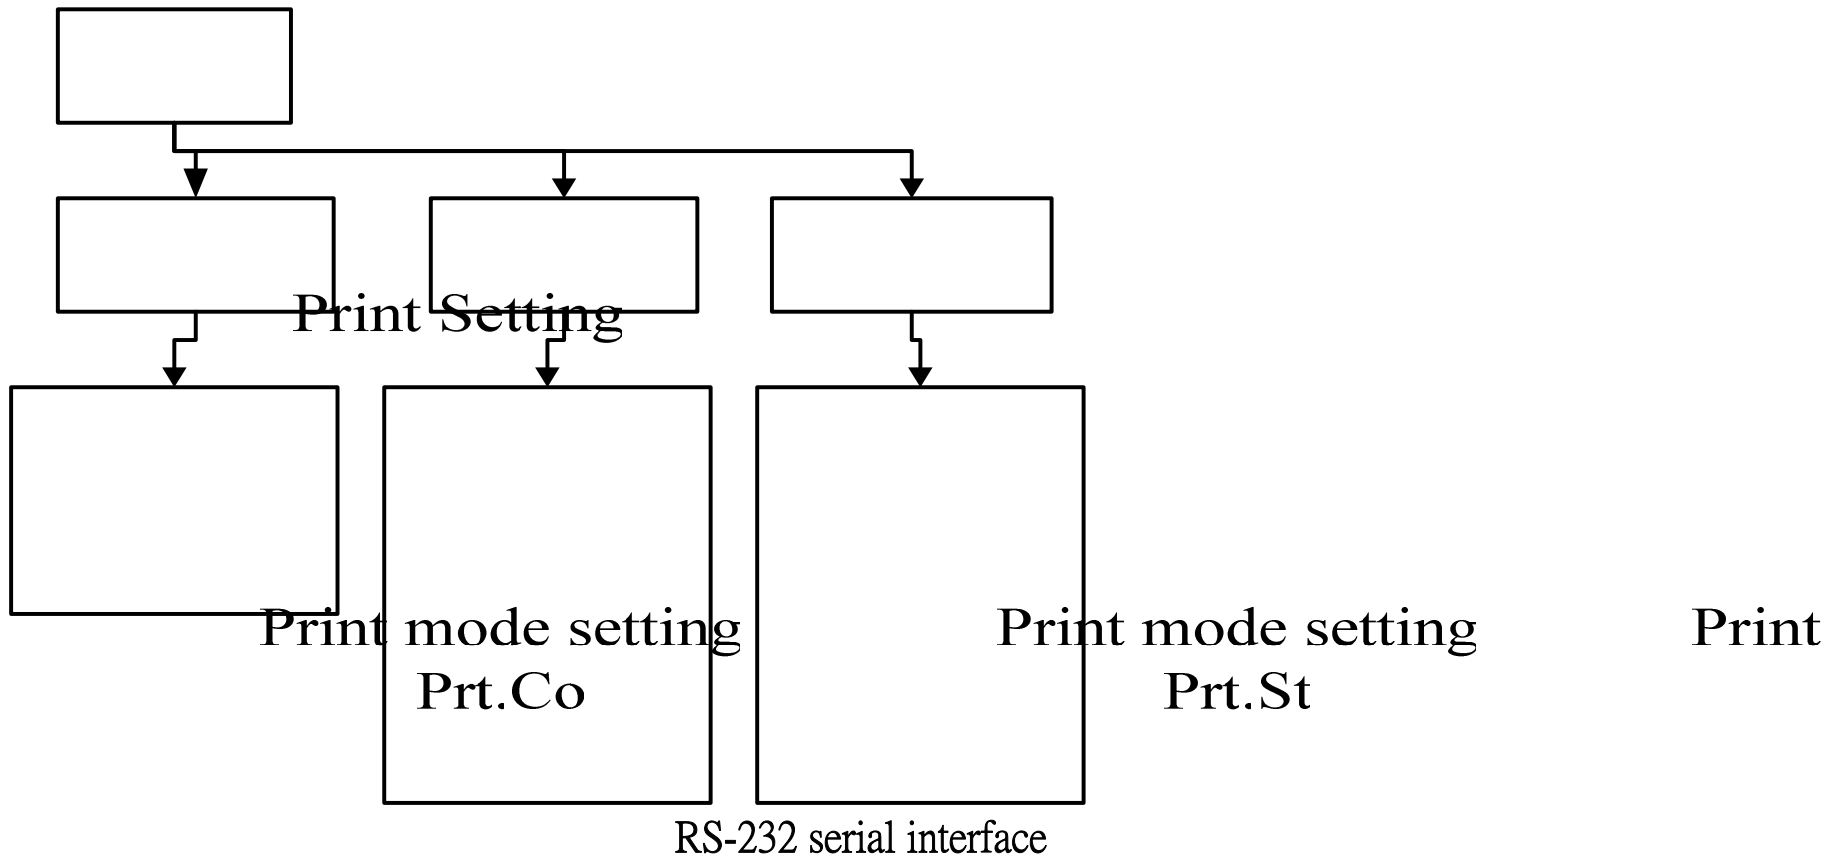 Print Setting
Print mode setting
Prt.Co
Print mode setting
Prt.St
Print
RS-232 serial interface